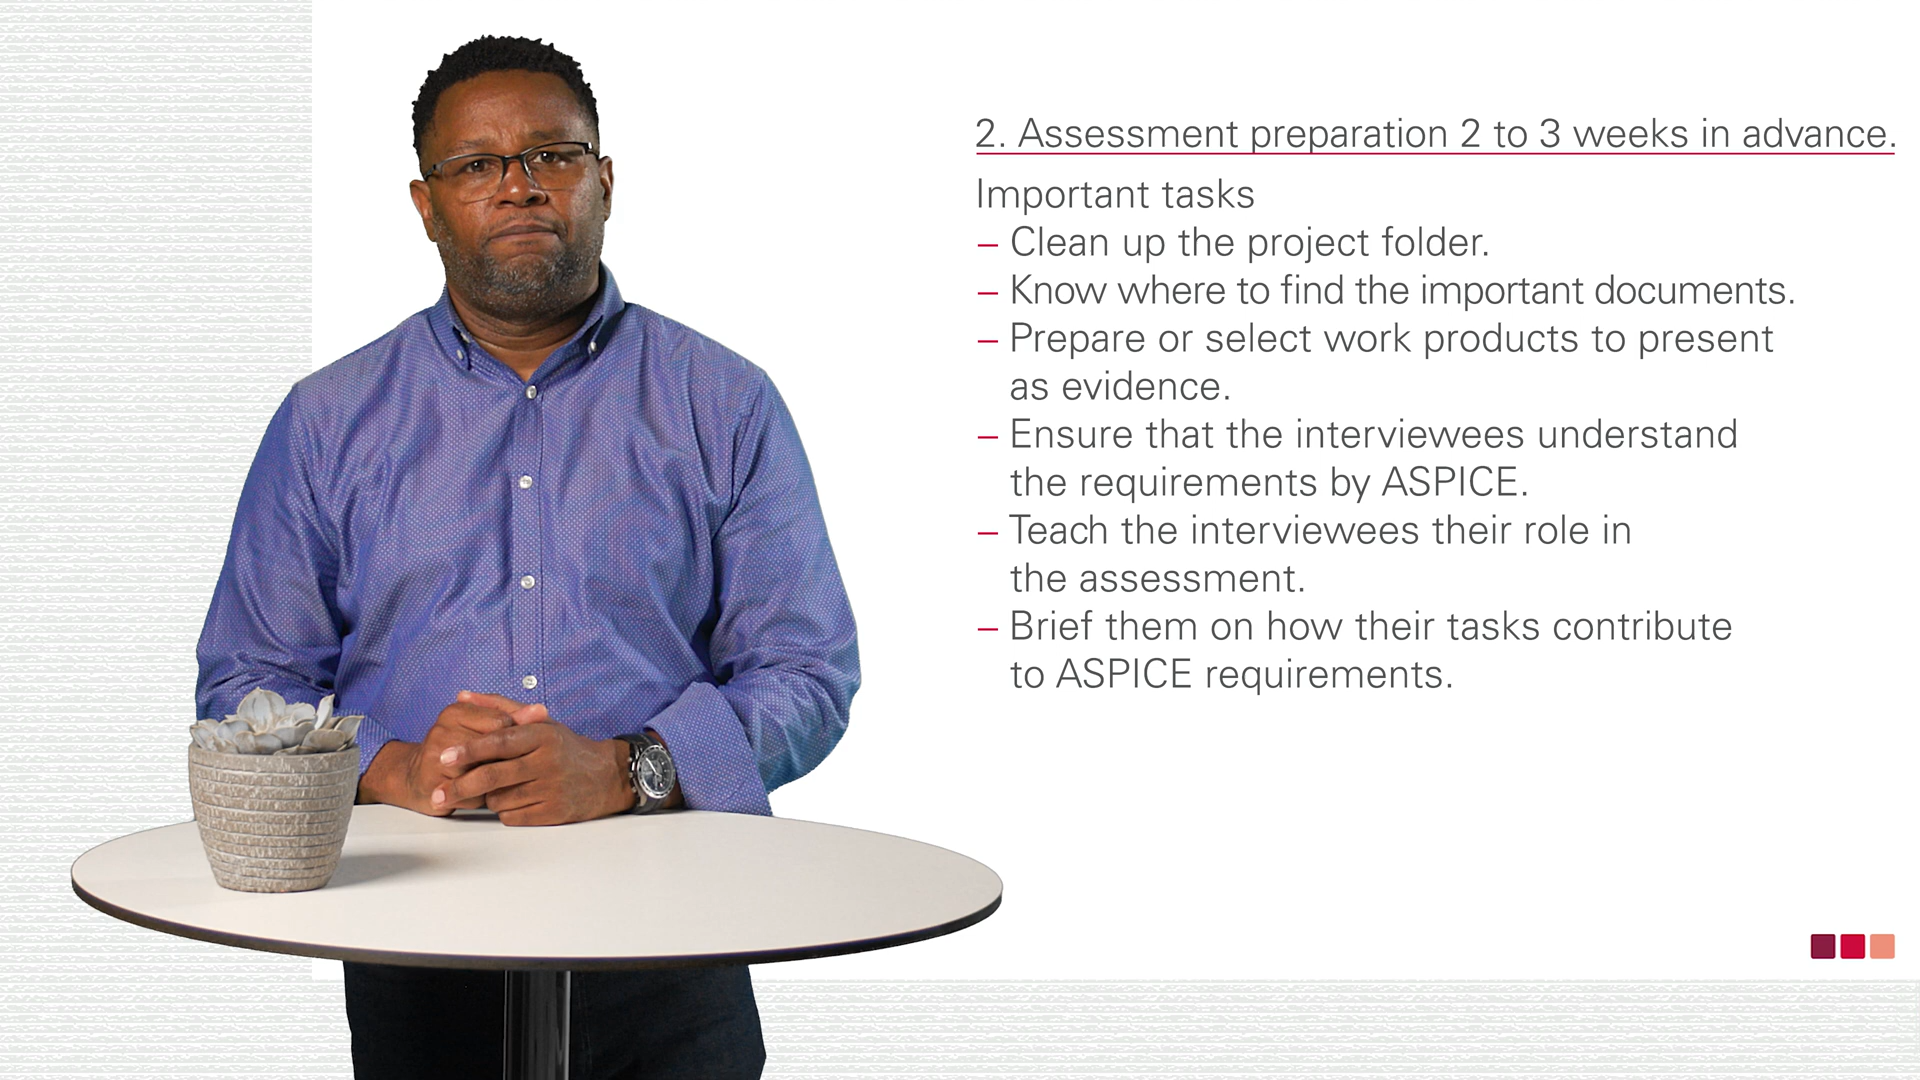 2. Assessment preparation 2 to 3 weeks in advance.
Important tasks
– Clean up the project folder.
– Know where to find the important documents.
– Prepare or select work products to present
as evidence.
– Ensure that the interviewees understand
the requirements by ASPICE.
– Teach the interviewees their role in
the assessment.
– Brief them on how their tasks contribute
to ASPICE requirements.